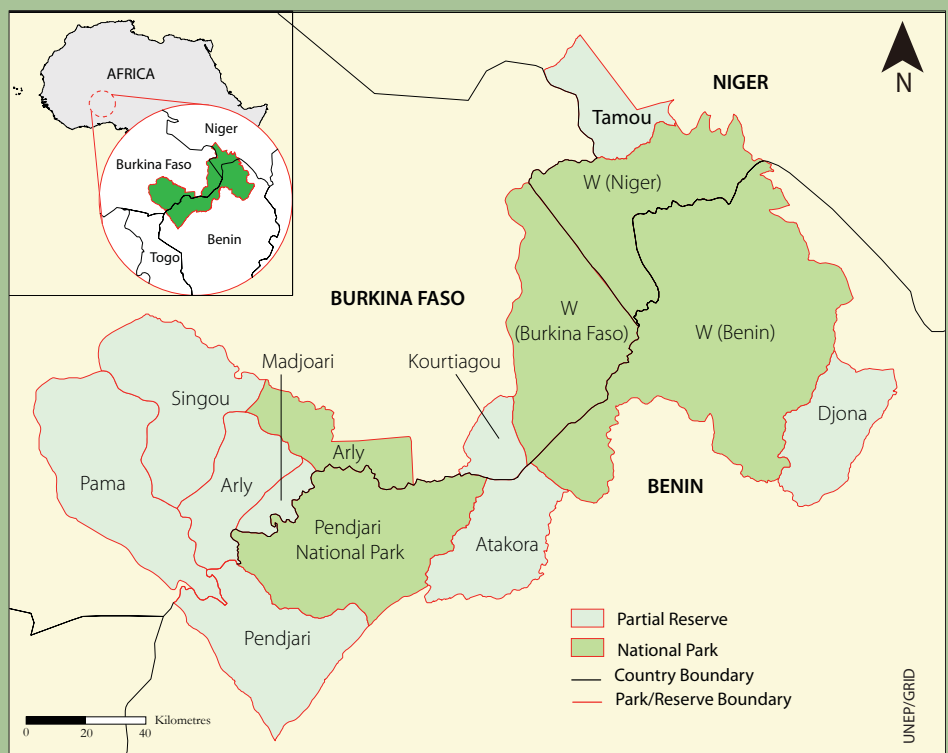 AFRICA
Niger
Burkina Faso
Benin
Togo
N
NIGER
Tamou
W (Niger)
BURKINA FASO
W
(Burkina Faso)
W (Benin)
Madjoari
Kourtiagou
Singou
Djona
Arly
Pama
Arly
BENIN
Pendjari
National Park
Atakora
Pendjari
Partial Reserve
National Park
Country Boundary
Park/Reserve Boundary
Kilometres
0 20 40
UNEP/GRID